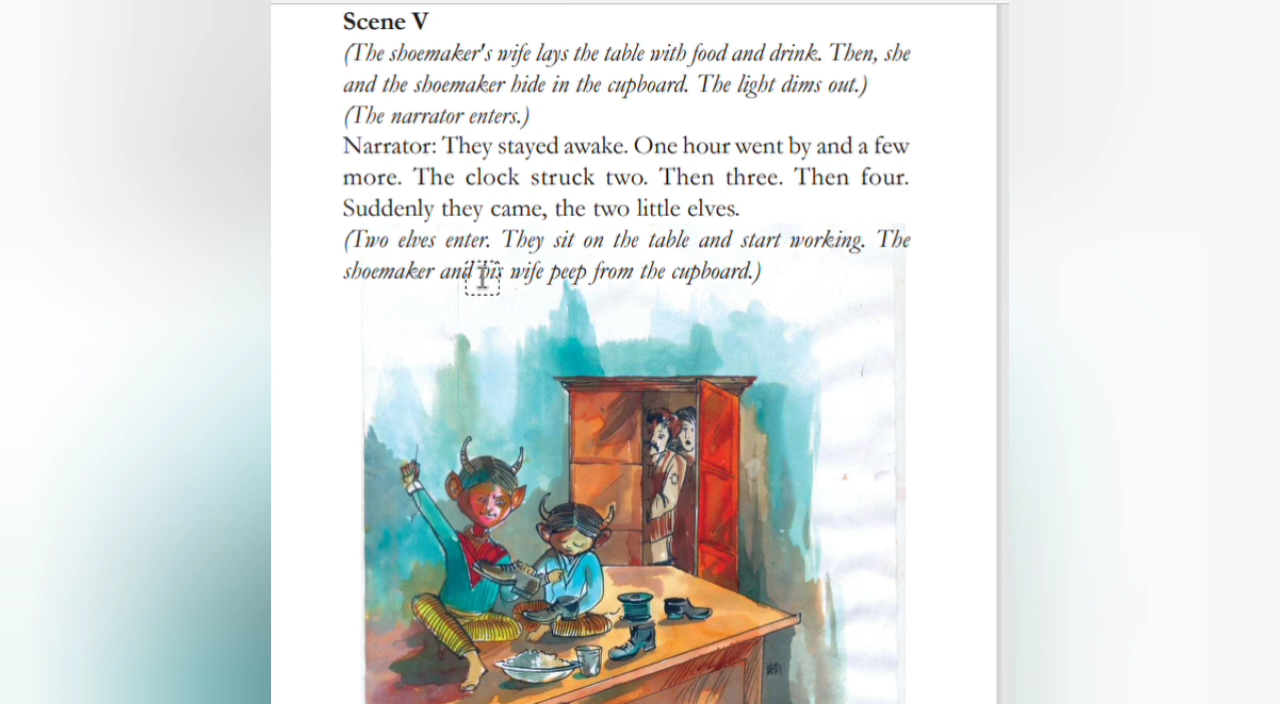 Scene V
(The shoemaker's wife lays the table with food and drink. Then, she
and the shoemaker hide in the cupboard. The light dims out.)
(The narrator enters.)
Narrator: They stayed awake. One hour went by and a few
more. The clock struck two. Then three. Then four.
Suddenly they came, the two little elves.
(Two elves enter. They sit on the table and start working. The
shoemaker and his wife peep from the cupboard.)